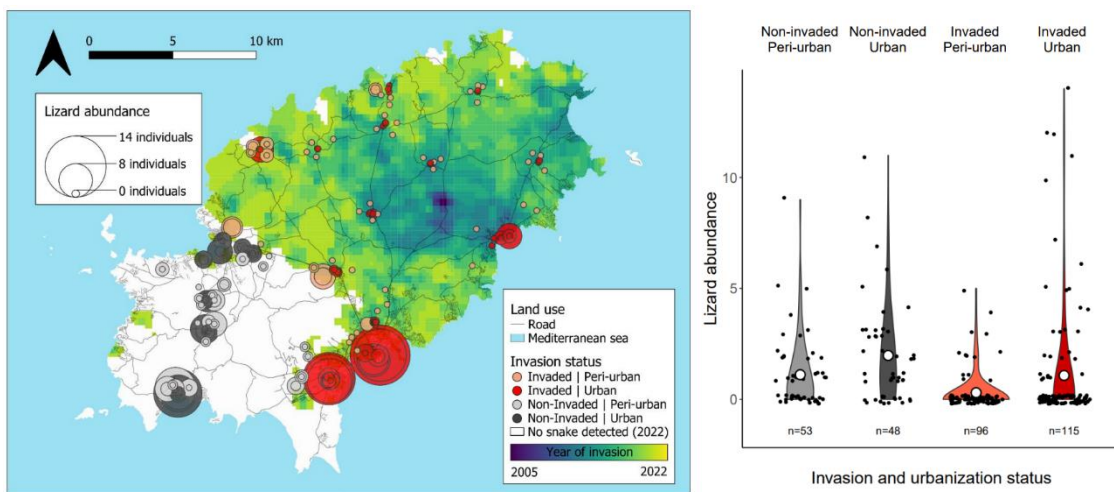 0 5 10 km
Lizard abundance
14 individuals
8 individuals
0 individuals
Land use
Road
Mediterranean sea
Invasion status
Invaded | Peri-urban
Invaded | Urban
Non-Invaded | Peri-urban
Non-Invaded | Urban
No snake detected (2022)
Year of invasion
2005 2022
Non-invaded Non-invaded Invaded Invaded
Peri-urban Urban Peri-urban Urban
Lizard abundance
10
5
0
n=53 n=48 n=96 n=115
Invasion and urbanization status